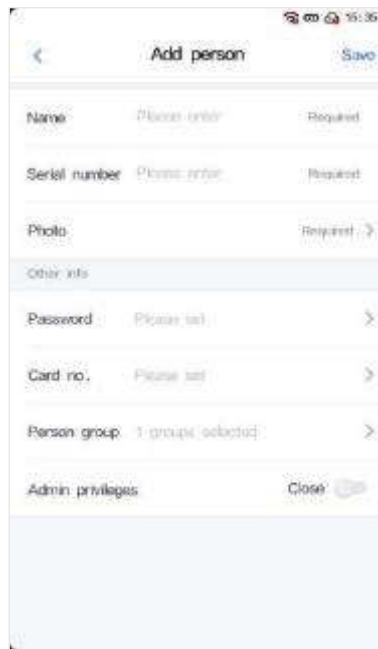 15:35
Add person Save
Name Please enter Required
Serial number Please enter Required
Photo Required
Other info
Password Please set
Card no. Please set
Person group 1 groups selected
Admin privileges Close